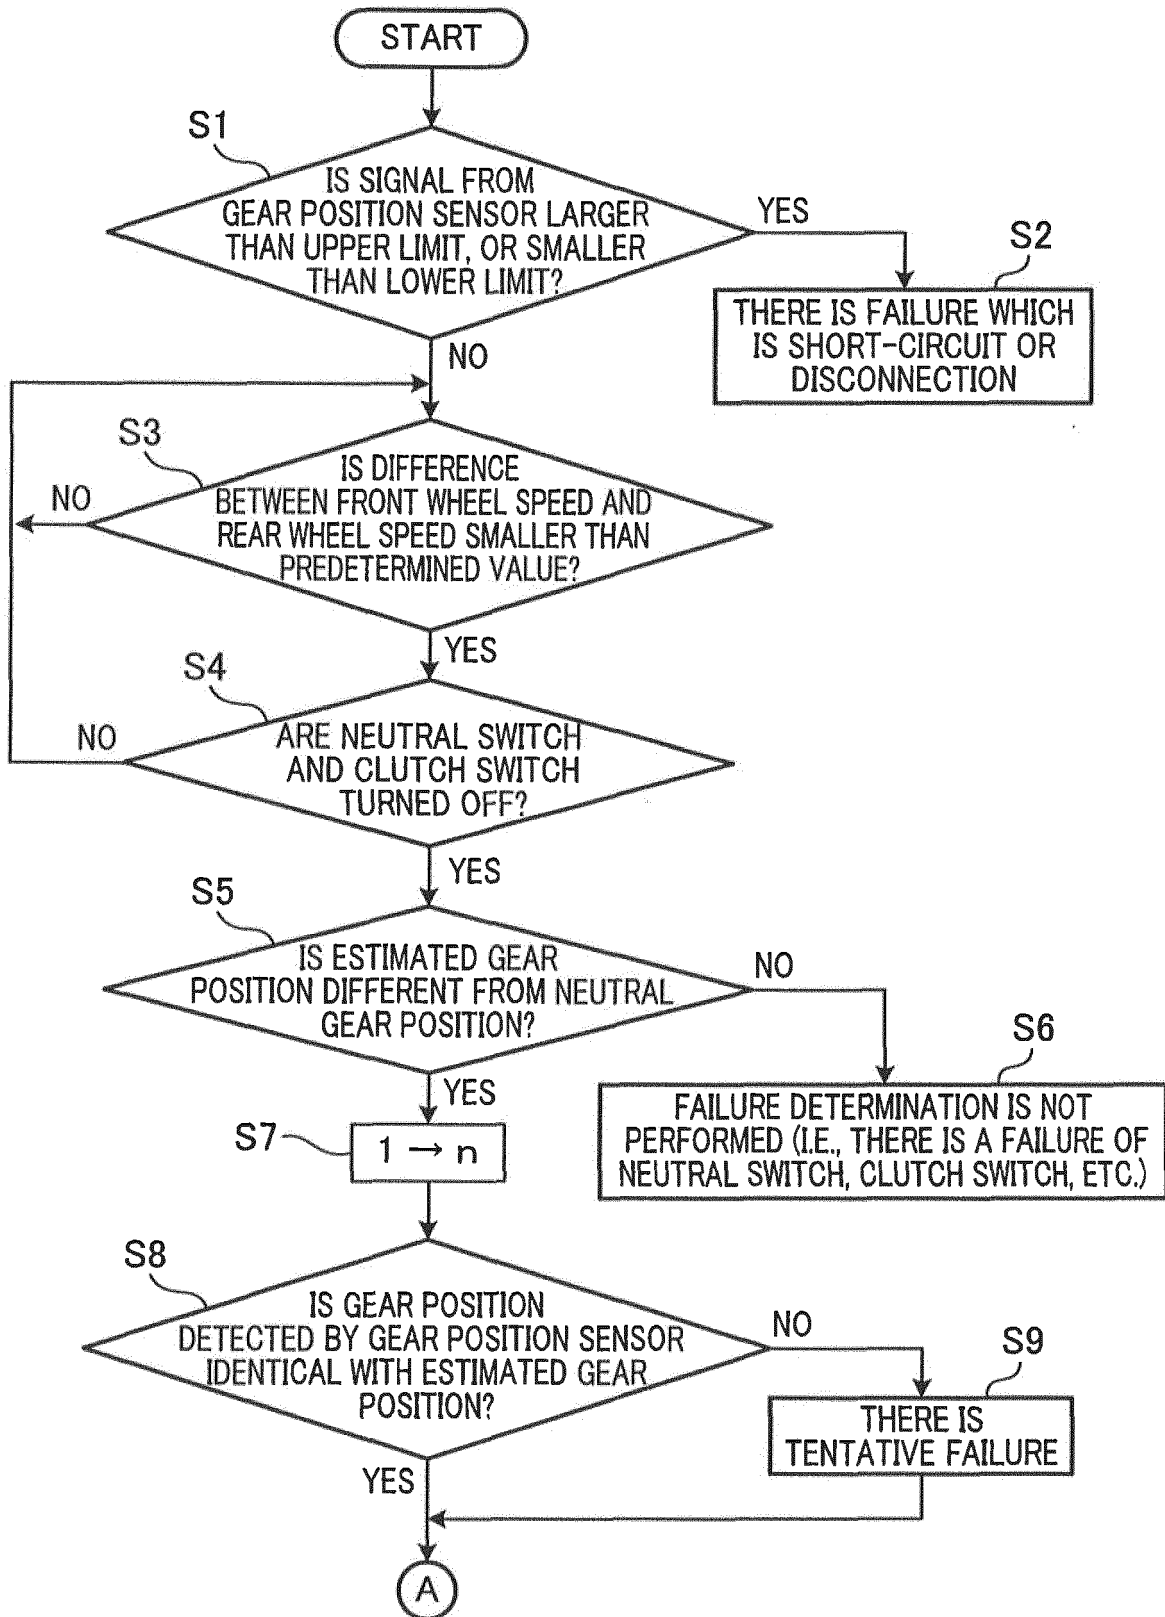 START
S1
IS SIGNAL FROM
GEAR POSITION SENSOR LARGER
THAN UPPER LIMIT, OR SMALLER
THAN LOWER LIMIT?
YES
S2
THERE IS FAILURE WHICH
IS SHORT-CIRCUIT OR
DISCONNECTION
NO
S3
IS DIFFERENCE
BETWEEN FRONT WHEEL SPEED AND
REAR WHEEL SPEED SMALLER THAN
PREDETERMINED VALUE?
NO
YES
S4
ARE NEUTRAL SWITCH
AND CLUTCH SWITCH
TURNED OFF?
NO
YES
S5
IS ESTIMATED GEAR
POSITION DIFFERENT FROM NEUTRAL
GEAR POSITION?
NO
S6
FAILURE DETERMINATION IS NOT
PERFORMED (I.E., THERE IS A FAILURE OF
NEUTRAL SWITCH, CLUTCH SWITCH, ETC.)
YES
S7
1 → n
S8
IS GEAR POSITION
DETECTED BY GEAR POSITION SENSOR
IDENTICAL WITH ESTIMATED GEAR
POSITION?
NO
S9
THERE IS
TENTATIVE FAILURE
YES
A